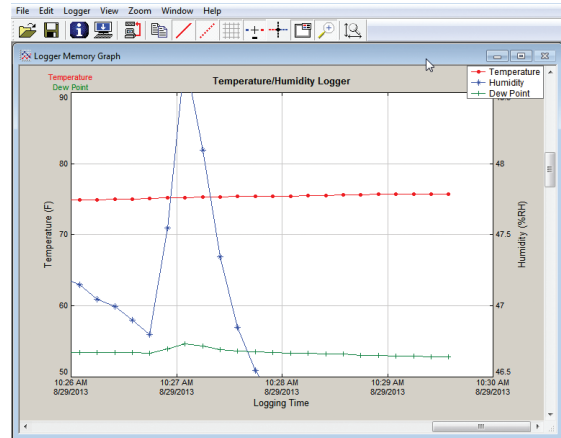 File Edit Logger View Zoom Window Help
Logger Memory Graph
Temperature
Dew Point
Temperature/Humidity Logger
Temperature
Humidity
Dew Point
90
80
70
60
50
Temperature (F)
48
47.5
47
46.5
Humidity (%RH)
10:26 AM 10:27 AM 10:28 AM 10:29 AM 10:30 AM
8/29/2013 8/29/2013 8/29/2013 8/29/2013 8/29/2013
Logging Time